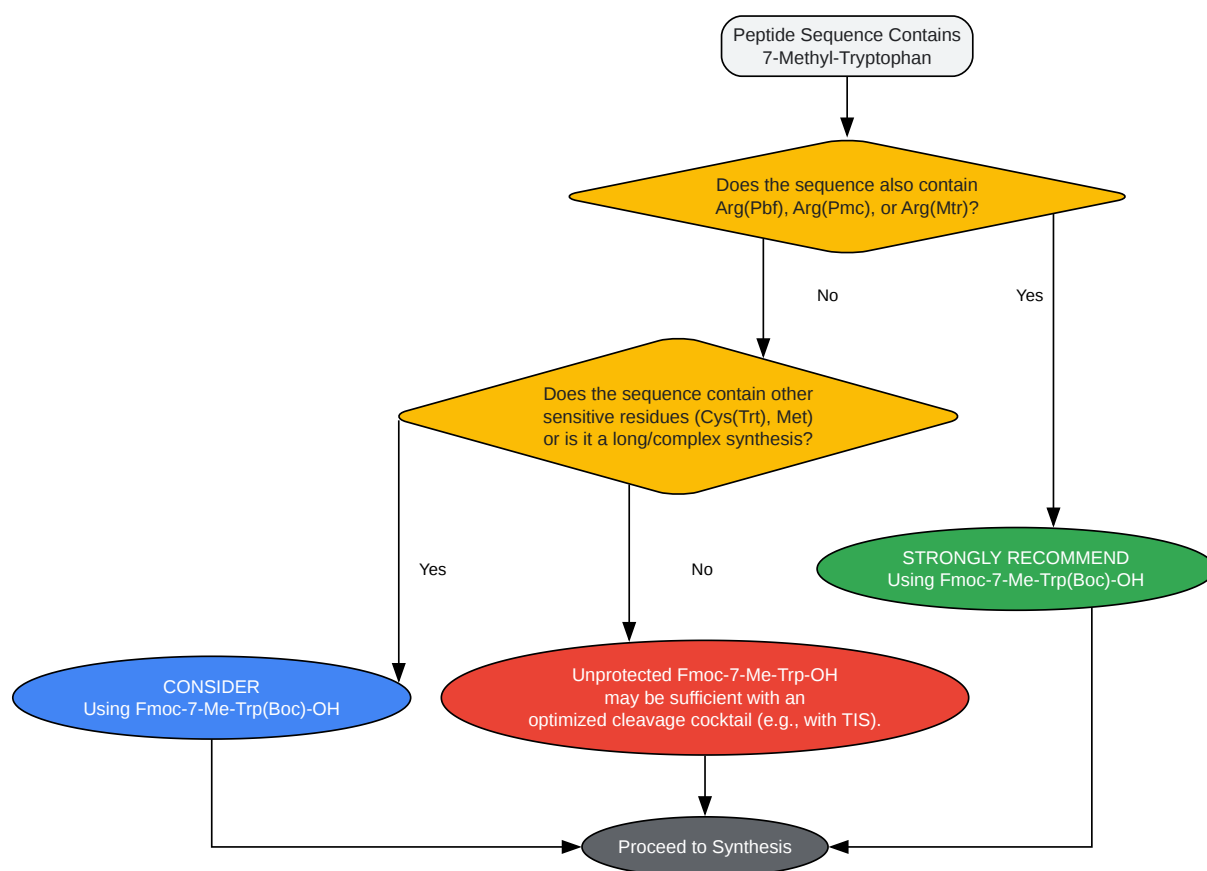 Peptide Sequence Contains
7-Methyl-Tryptophan
Does the sequence also contain
Arg(Pbf), Arg(Pmc), or Arg(Mtr)?
No
Yes
Does the sequence contain other
sensitive residues (Cys(Trt), Met)
or is it a long/complex synthesis?
Yes
No
STRONGLY RECOMMEND
Using Fmoc-7-Me-Trp(Boc)-OH
CONSIDER
Using Fmoc-7-Me-Trp(Boc)-OH
Unprotected Fmoc-7-Me-Trp-OH
may be sufficient with an
optimized cleavage cocktail (e.g., with TIS).
Proceed to Synthesis